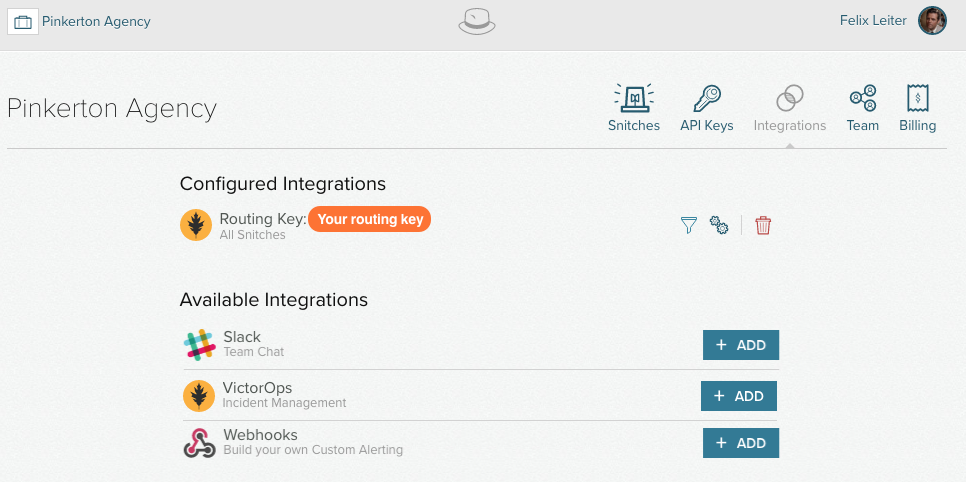 Pinkerton Agency
Felix Leiter
Pinkerton Agency
Snitches
API Keys
Integrations
Team
Billing
Configured Integrations
Routing Key: Your routing key
All Snitches
Available Integrations
Slack
Team Chat
+ ADD
VictorOps
Incident Management
+ ADD
Webhooks
Build your own Custom Alerting
+ ADD